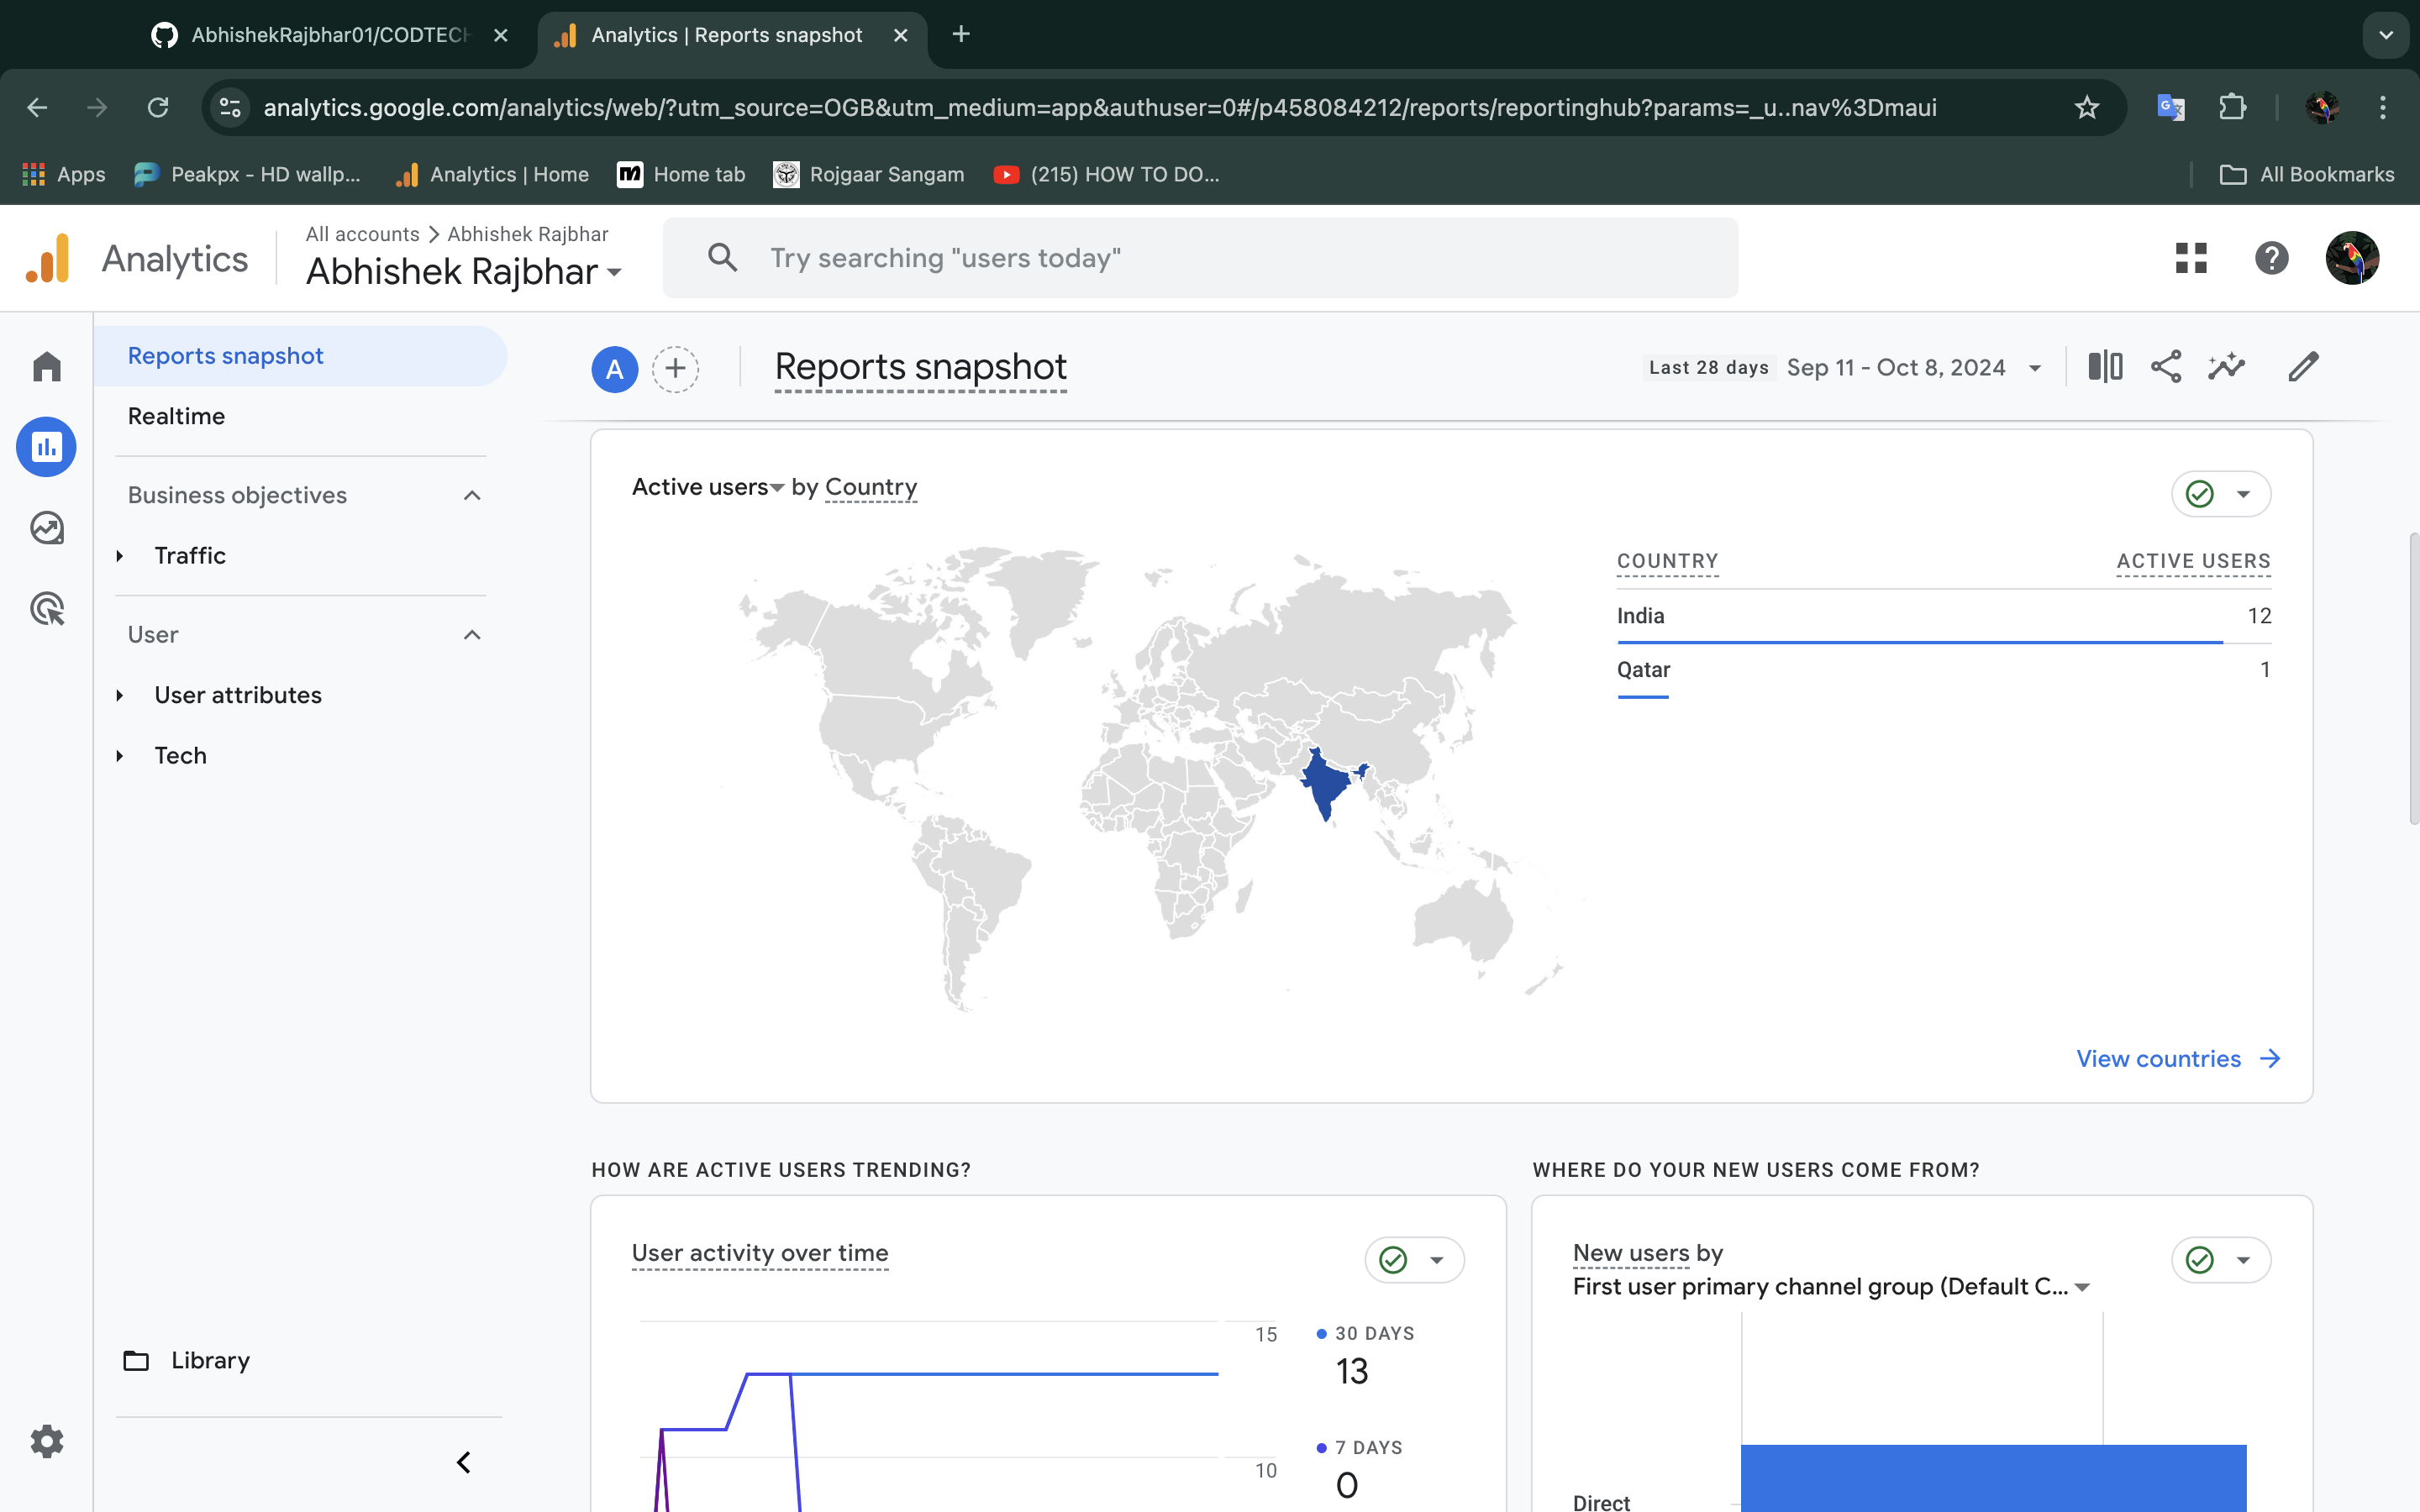 AbhishekRajbhar01/CODTECH
Analytics | Reports snapshot
analytics.google.com/analytics/web/?utm_source=OGB&utm_medium=app&authuser=0#/p458084212/reports/reportinghub?params=_u..nav%3Dmaui
Apps
Peakpx - HD wallp...
Analytics | Home
Home tab
Rojgaar Sangam
(215) HOW TO DO...
All Bookmarks
Analytics
All accounts > Abhishek Rajbhar
Abhishek Rajbhar
Try searching "users today"
Reports snapshot
Realtime
Business objectives
Traffic
User
User attributes
Tech
Library
A
Reports snapshot
Last 28 days Sep 11 - Oct 8, 2024
Active users by Country
COUNTRY ACTIVE USERS
India 12
Qatar 1
View countries
HOW ARE ACTIVE USERS TRENDING?
User activity over time
15
10
30 DAYS
13
7 DAYS
0
WHERE DO YOUR NEW USERS COME FROM?
New users by
First user primary channel group (Default C...
Direct